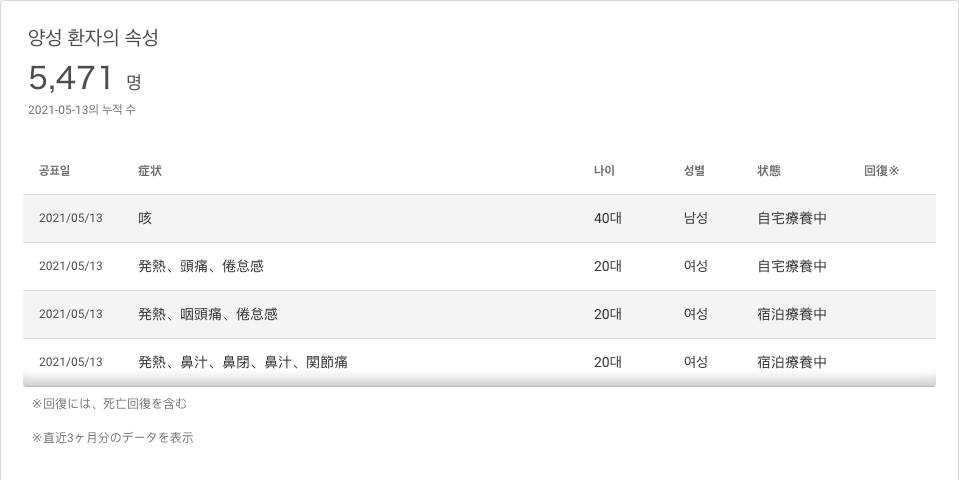 양성 환자의 속성
5,471 명
2021-05-13의 누적 수
공표일 症状 나이 성별 状態 回復※
2021/05/13 咳 40대 남성 自宅療養中
2021/05/13 発熱、頭痛、倦怠感 20대 여성 自宅療養中
2021/05/13 発熱、咽頭痛、倦怠感 20대 여성 宿泊療養中
2021/05/13 発熱、鼻汁、鼻閉、鼻汁、関節痛 20대 여성 宿泊療養中
※回復には、死亡回復を含む
※直近3ヶ月分のデータを表示